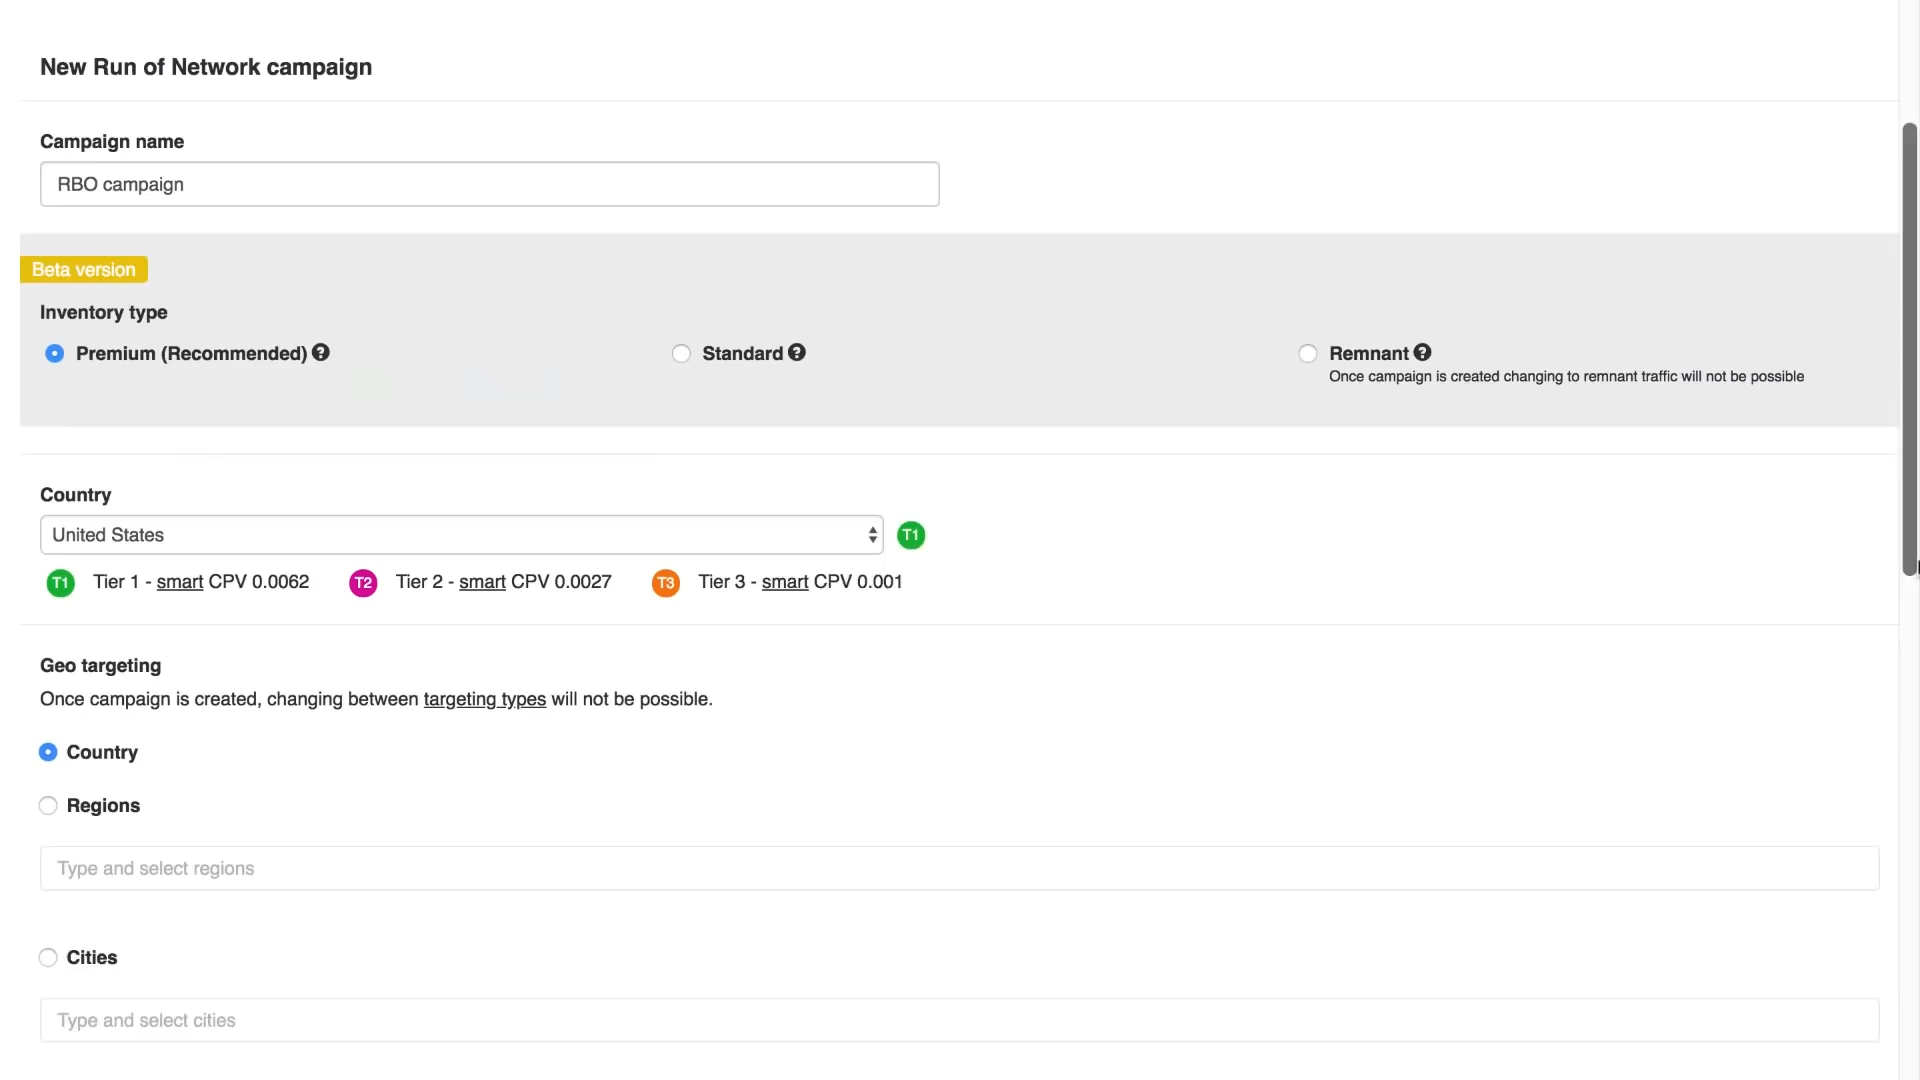 New Run of Network campaign
Campaign name
RBO campaign
Beta version
Inventory type
Premium (Recommended) ?
Standard ?
Remnant ?
Once campaign is created changing to remnant traffic will not be possible
Country
United States T1
T1 Tier 1 - smart CPV 0.0062 T2 Tier 2 - smart CPV 0.0027 T3 Tier 3 - smart CPV 0.001
Geo targeting
Once campaign is created, changing between targeting types will not be possible.
Country
Regions
Type and select regions
Cities
Type and select cities